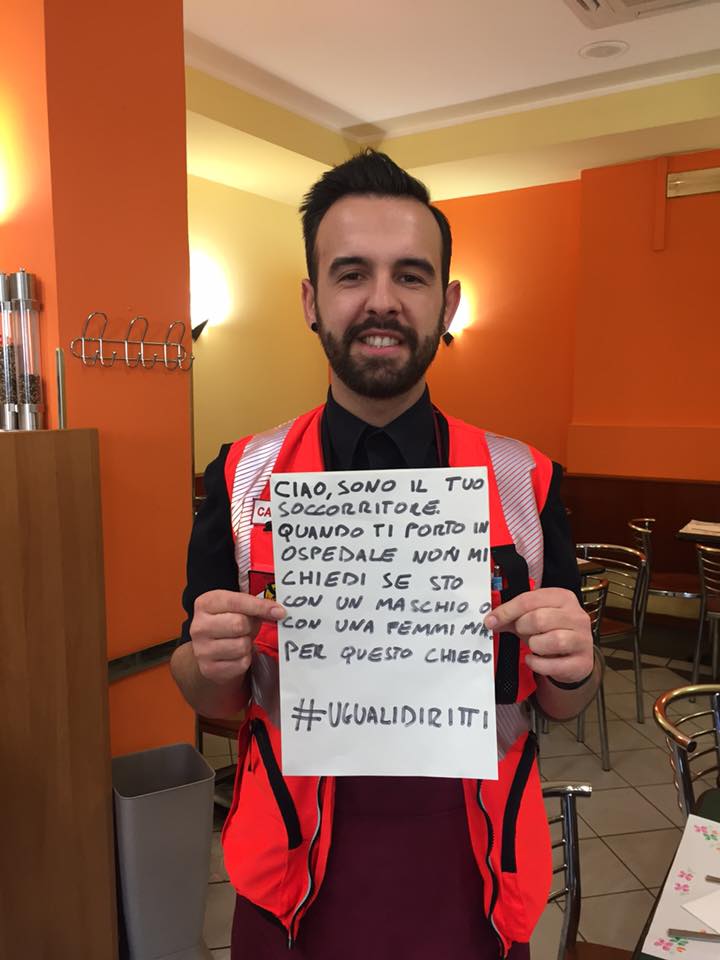 CIAO, SONO IL TUO
SOCCORRITORE.
QUANDO TI PORTO IN
OSPEDALE NON MI
CHIEDI SE STO
CON UN MASCHIO O
CON UNA FEMMINA.
PER QUESTO CHIEDO
#UGUALIDIRITTI
CA